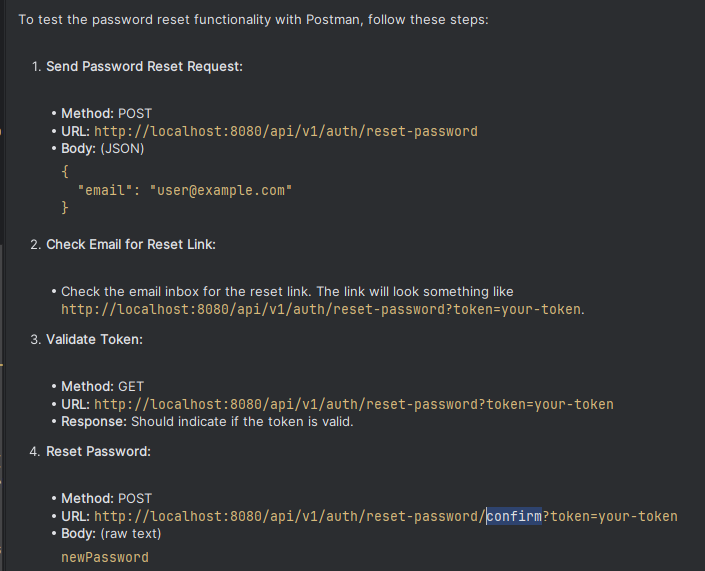 To test the password reset functionality with Postman, follow these steps:
1. Send Password Reset Request:
• Method: POST
• URL: http://localhost:8080/api/v1/auth/reset-password
• Body: (JSON)
{
"email": "user@example.com"
}
2. Check Email for Reset Link:
• Check the email inbox for the reset link. The link will look something like
http://localhost:8080/api/v1/auth/reset-password?token=your-token.
3. Validate Token:
• Method: GET
• URL: http://localhost:8080/api/v1/auth/reset-password?token=your-token
• Response: Should indicate if the token is valid.
4. Reset Password:
• Method: POST
• URL: http://localhost:8080/api/v1/auth/reset-password/confirm?token=your-token
• Body: (raw text)
newPassword